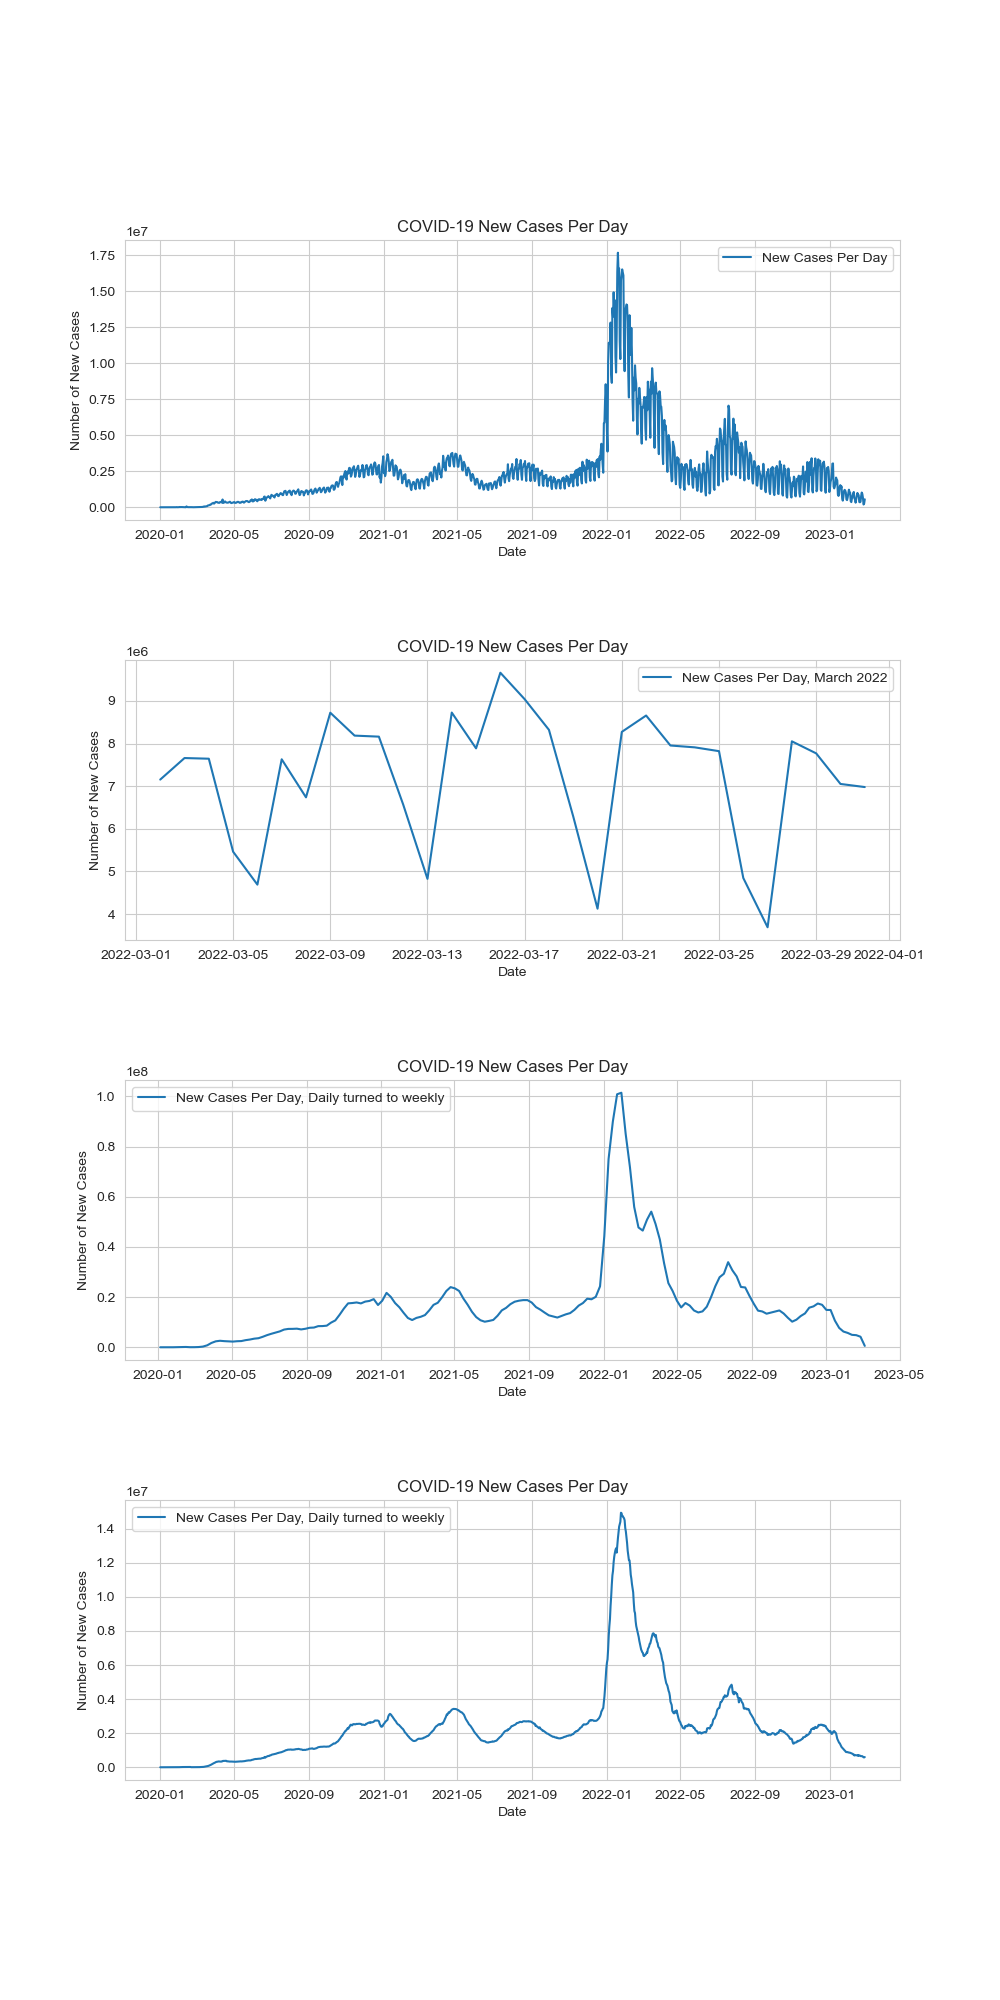 COVID-19 New Cases Per Day
1e7
New Cases Per Day
1.75
1.50
1.25
1.00
0.75
0.50
0.25
0.00
Number of New Cases
2020-01 2020-05 2020-09 2021-01 2021-05 2021-09 2022-01 2022-05 2022-09 2023-01
Date
COVID-19 New Cases Per Day
1e6
New Cases Per Day, March 2022
9
8
7
6
5
4
Number of New Cases
2022-03-01 2022-03-05 2022-03-09 2022-03-13 2022-03-17 2022-03-21 2022-03-25 2022-03-29 2022-04-01
Date
COVID-19 New Cases Per Day
1e8
New Cases Per Day, Daily turned to weekly
1.0
0.8
0.6
0.4
0.2
0.0
Number of New Cases
2020-01 2020-05 2020-09 2021-01 2021-05 2021-09 2022-01 2022-05 2022-09 2023-01 2023-05
Date
COVID-19 New Cases Per Day
1e7
New Cases Per Day, Daily turned to weekly
1.4
1.2
1.0
0.8
0.6
0.4
0.2
0.0
Number of New Cases
2020-01 2020-05 2020-09 2021-01 2021-05 2021-09 2022-01 2022-05 2022-09 2023-01
Date